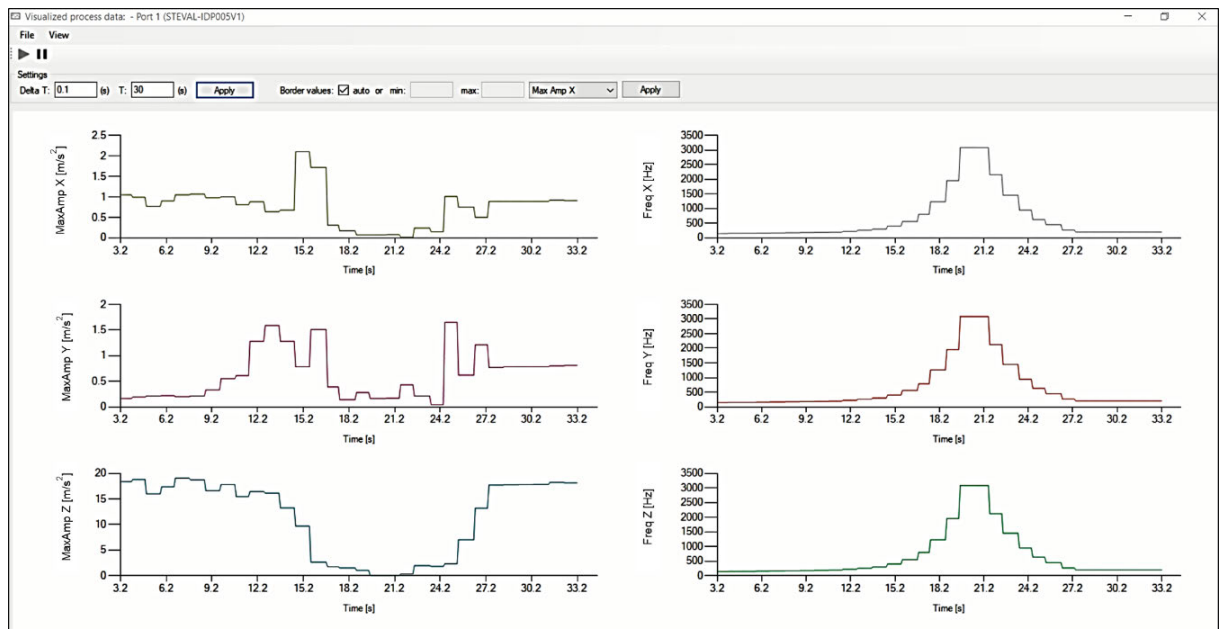 Visualized process data: - Port 1 (STEVAL-IDP005V1)
File View
Settings
Delta T: 0.1 (s) T: 30 (s) Apply Border values: auto or min: max: Max Amp X Apply
MaxAmp X [m/s²]
2.5
2
1.5
1
0.5
0
3.2 6.2 9.2 12.2 15.2 18.2 21.2 24.2 27.2 30.2 33.2
Time [s]
Freq X [Hz]
3500
3000
2500
2000
1500
1000
500
0
3.2 6.2 9.2 12.2 15.2 18.2 21.2 24.2 27.2 30.2 33.2
Time [s]
MaxAmp Y [m/s²]
2
1.5
1
0.5
0
3.2 6.2 9.2 12.2 15.2 18.2 21.2 24.2 27.2 30.2 33.2
Time [s]
Freq Y [Hz]
3500
3000
2500
2000
1500
1000
500
0
3.2 6.2 9.2 12.2 15.2 18.2 21.2 24.2 27.2 30.2 33.2
Time [s]
MaxAmp Z [m/s²]
20
15
10
5
0
3.2 6.2 9.2 12.2 15.2 18.2 21.2 24.2 27.2 30.2 33.2
Time [s]
Freq Z [Hz]
3500
3000
2500
2000
1500
1000
500
0
3.2 6.2 9.2 12.2 15.2 18.2 21.2 24.2 27.2 30.2 33.2
Time [s]